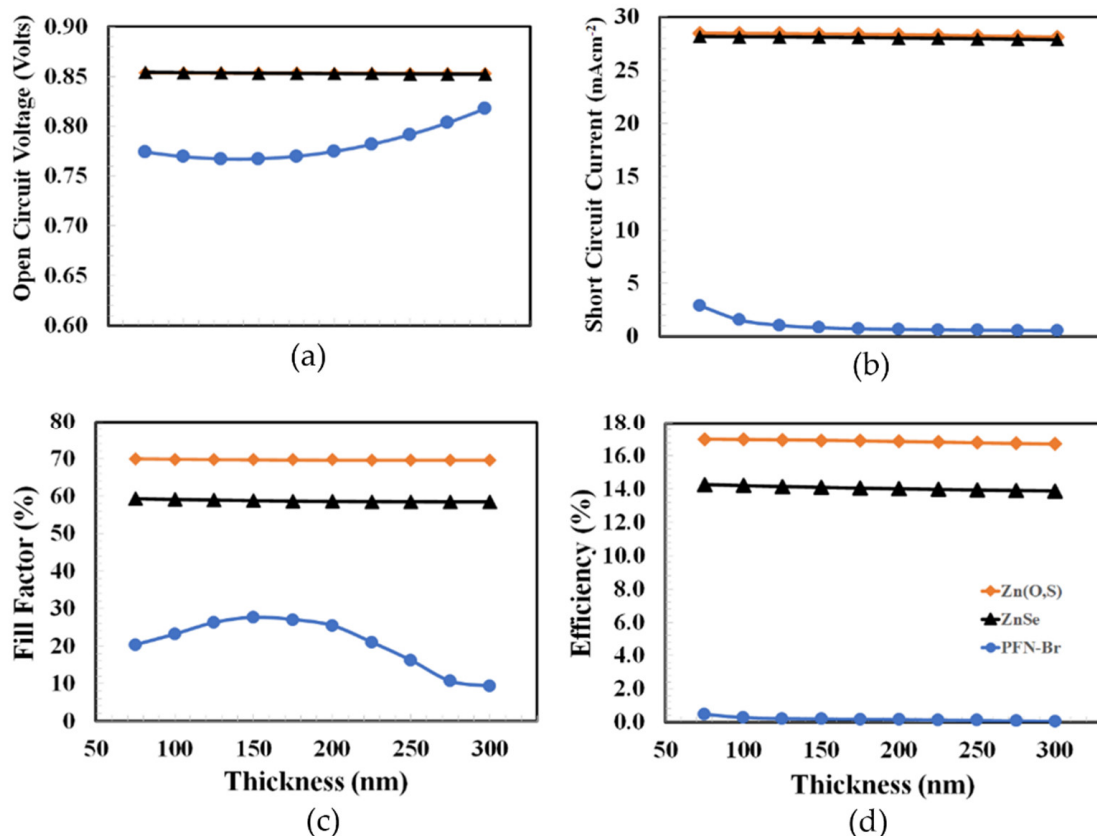 Open Circuit Voltage (Volts)
0.90
0.85
0.80
0.75
0.70
0.65
0.60
(a)
Short Circuit Current (mAcm⁻²)
30
25
20
15
10
5
0
(b)
Fill Factor (%)
80
70
60
50
40
30
20
10
0
50 100 150 200 250 300
Thickness (nm)
(c)
Efficiency (%)
18.0
16.0
14.0
12.0
10.0
8.0
6.0
4.0
2.0
0.0
Zn(O,S)
ZnSe
PFN-Br
50 100 150 200 250 300
Thickness (nm)
(d)